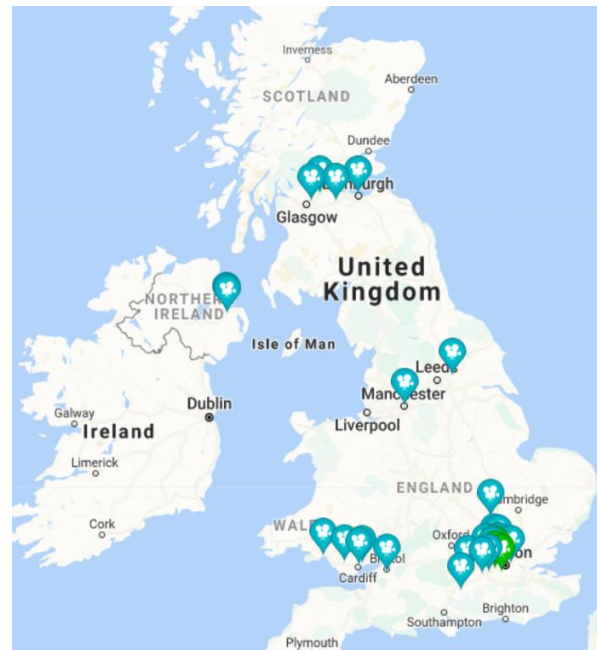 Inverness
Aberdeen
SCOTLAND
Dundee
Glasgow
United
Kingdom
NORTHERN
IRELAND
Isle of Man
Leeds
Manchester
Dublin
Liverpool
Galway
Ireland
Limerick
ENGLAND
Cork
Oxford
Cardiff
Brighton
Southampton
Plymouth